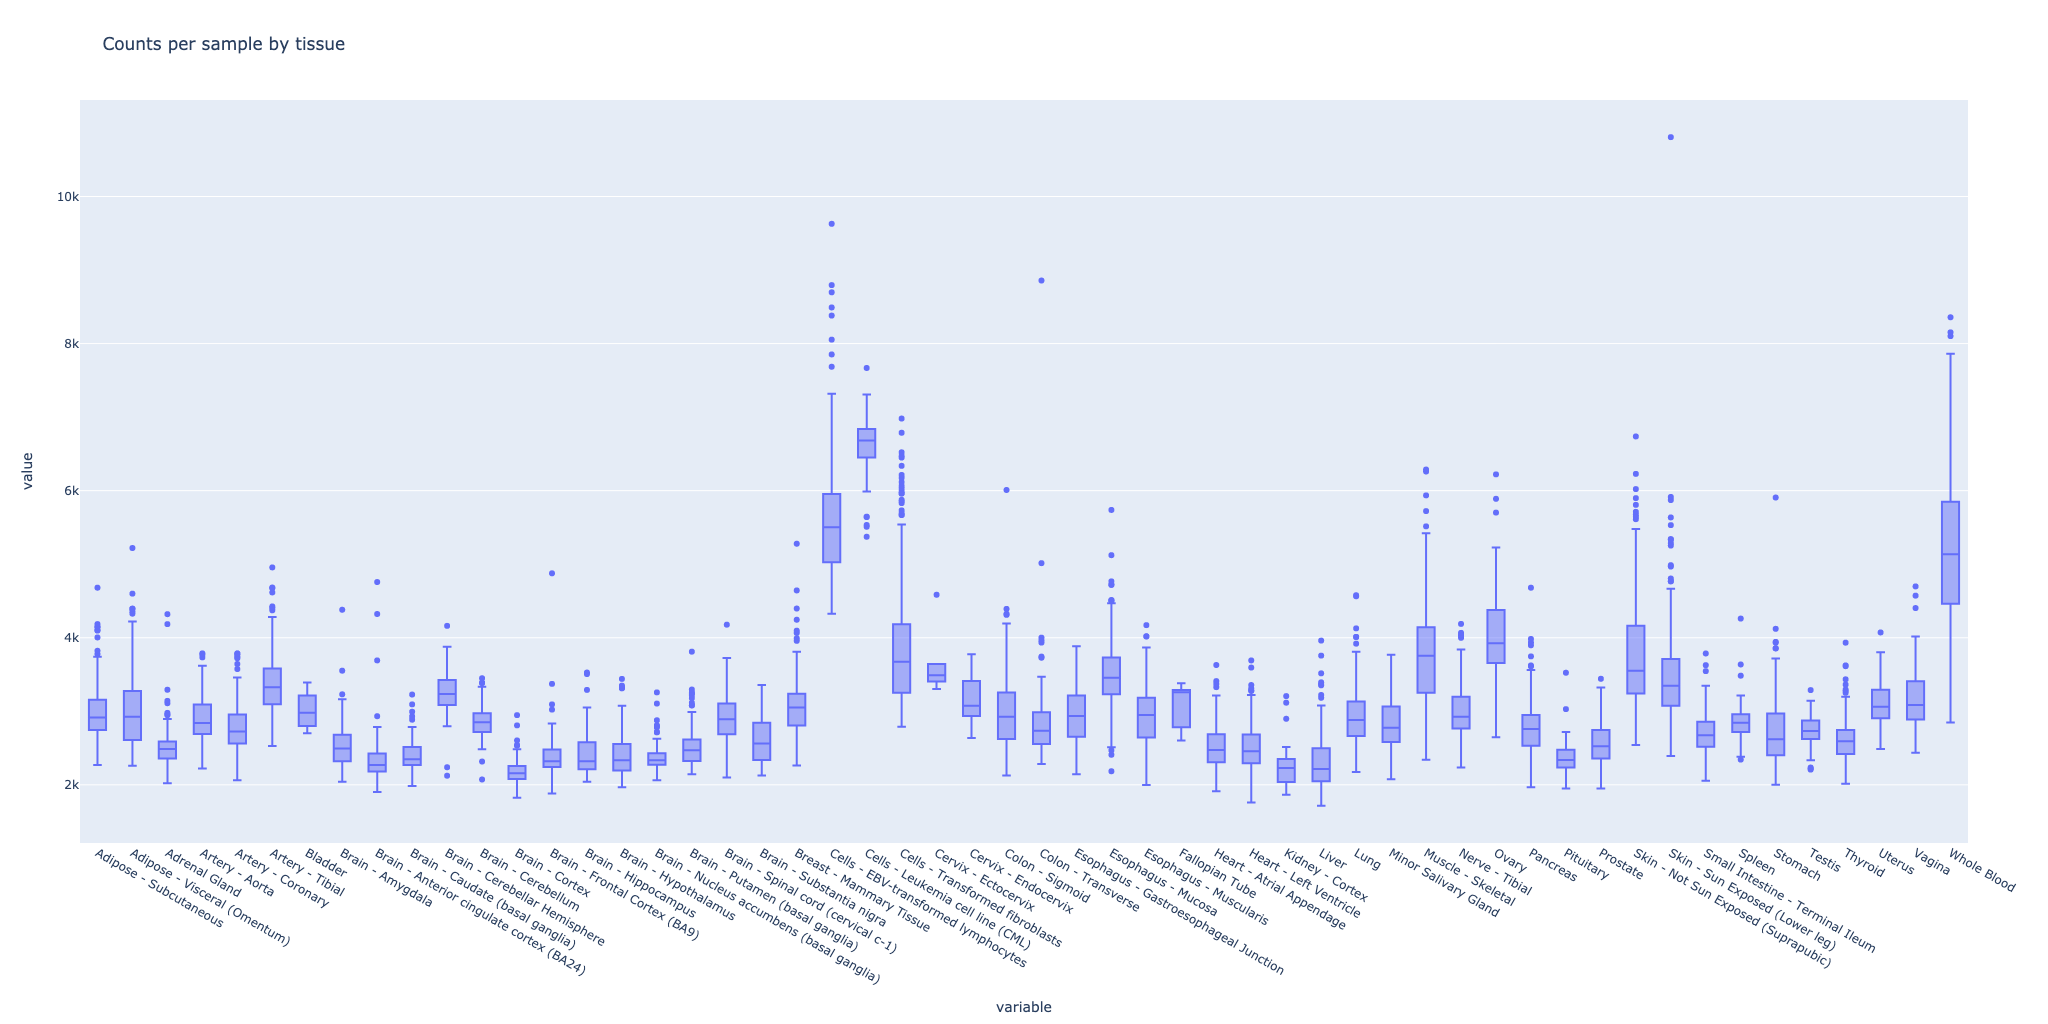 Counts per sample by tissue
value
10k
8k
6k
4k
2k
Adipose - Subcutaneous
Adipose - Visceral (Omentum)
Adrenal Gland
Artery - Aorta
Artery - Coronary
Artery - Tibial
Bladder
Brain - Amygdala
Brain - Anterior cingulate cortex (BA24)
Brain - Caudate (basal ganglia)
Brain - Cerebellar Hemisphere
Brain - Cerebellum
Brain - Cortex
Brain - Frontal Cortex (BA9)
Brain - Hippocampus
Brain - Hypothalamus
Brain - Nucleus accumbens (basal ganglia)
Brain - Putamen (basal ganglia)
Brain - Spinal cord (cervical c-1)
Brain - Substantia nigra
Breast - Mammary Tissue
Cells - EBV-transformed lymphocytes
Cells - Leukemia cell line (CML)
Cells - Transformed fibroblasts
Cervix - Ectocervix
Cervix - Endocervix
Colon - Sigmoid
Colon - Transverse
Esophagus - Gastroesophageal Junction
Esophagus - Mucosa
Esophagus - Muscularis
Fallopian Tube
Heart - Atrial Appendage
Heart - Left Ventricle
Kidney - Cortex
Liver
Lung
Minor Salivary Gland
Muscle - Skeletal
Nerve - Tibial
Ovary
Pancreas
Pituitary
Prostate
Skin - Not Sun Exposed (Suprapubic)
Skin - Sun Exposed (Lower leg)
Small Intestine - Terminal Ileum
Spleen
Stomach
Testis
Thyroid
Uterus
Vagina
Whole Blood
variable